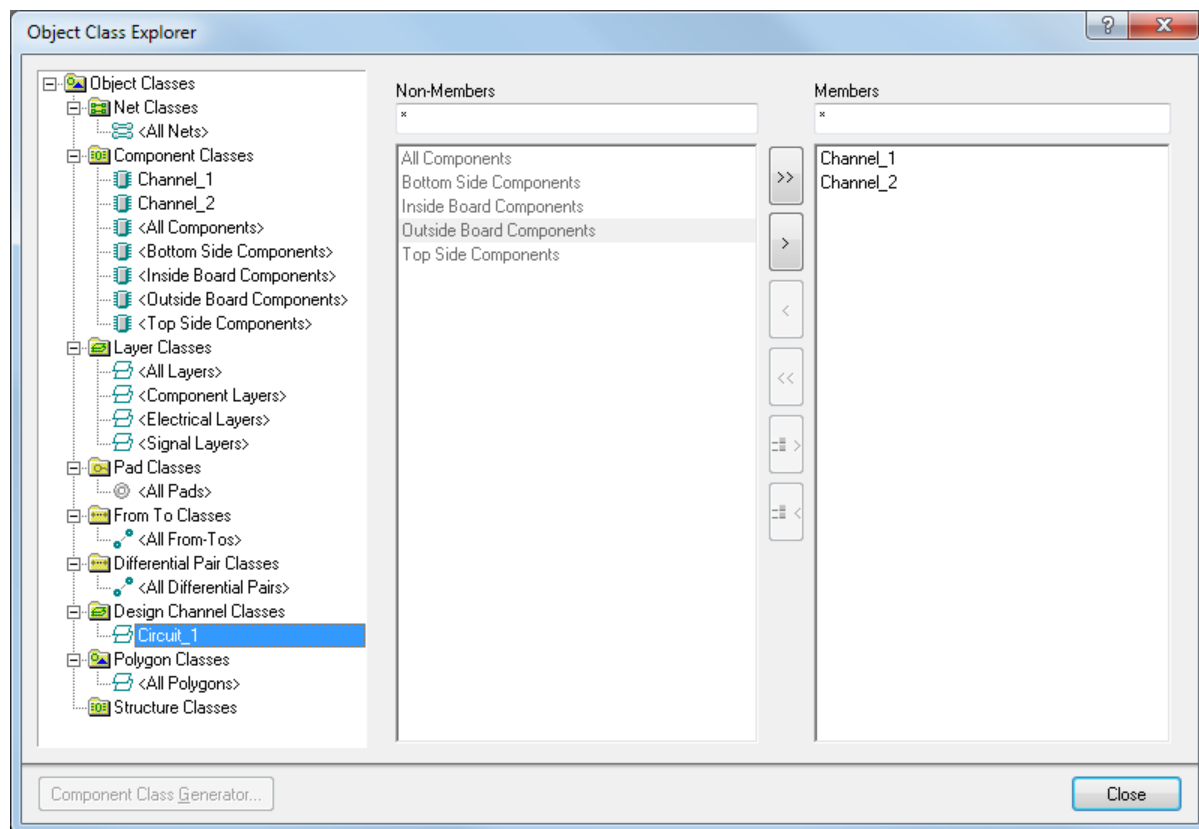 Object Class Explorer
?
X
Object Classes
Net Classes
<All Nets>
Component Classes
Channel_1
Channel_2
<All Components>
<Bottom Side Components>
<Inside Board Components>
<Outside Board Components>
<Top Side Components>
Layer Classes
<All Layers>
<Component Layers>
<Electrical Layers>
<Signal Layers>
Pad Classes
<All Pads>
From To Classes
<All From-Tos>
Differential Pair Classes
<All Differential Pairs>
Design Channel Classes
Circuit_1
Polygon Classes
<All Polygons>
Structure Classes
Non-Members
*
All Components
Bottom Side Components
Inside Board Components
Outside Board Components
Top Side Components
>>
>
<
<<
>
<
Members
*
Channel_1
Channel_2
Component Class Generator...
Close